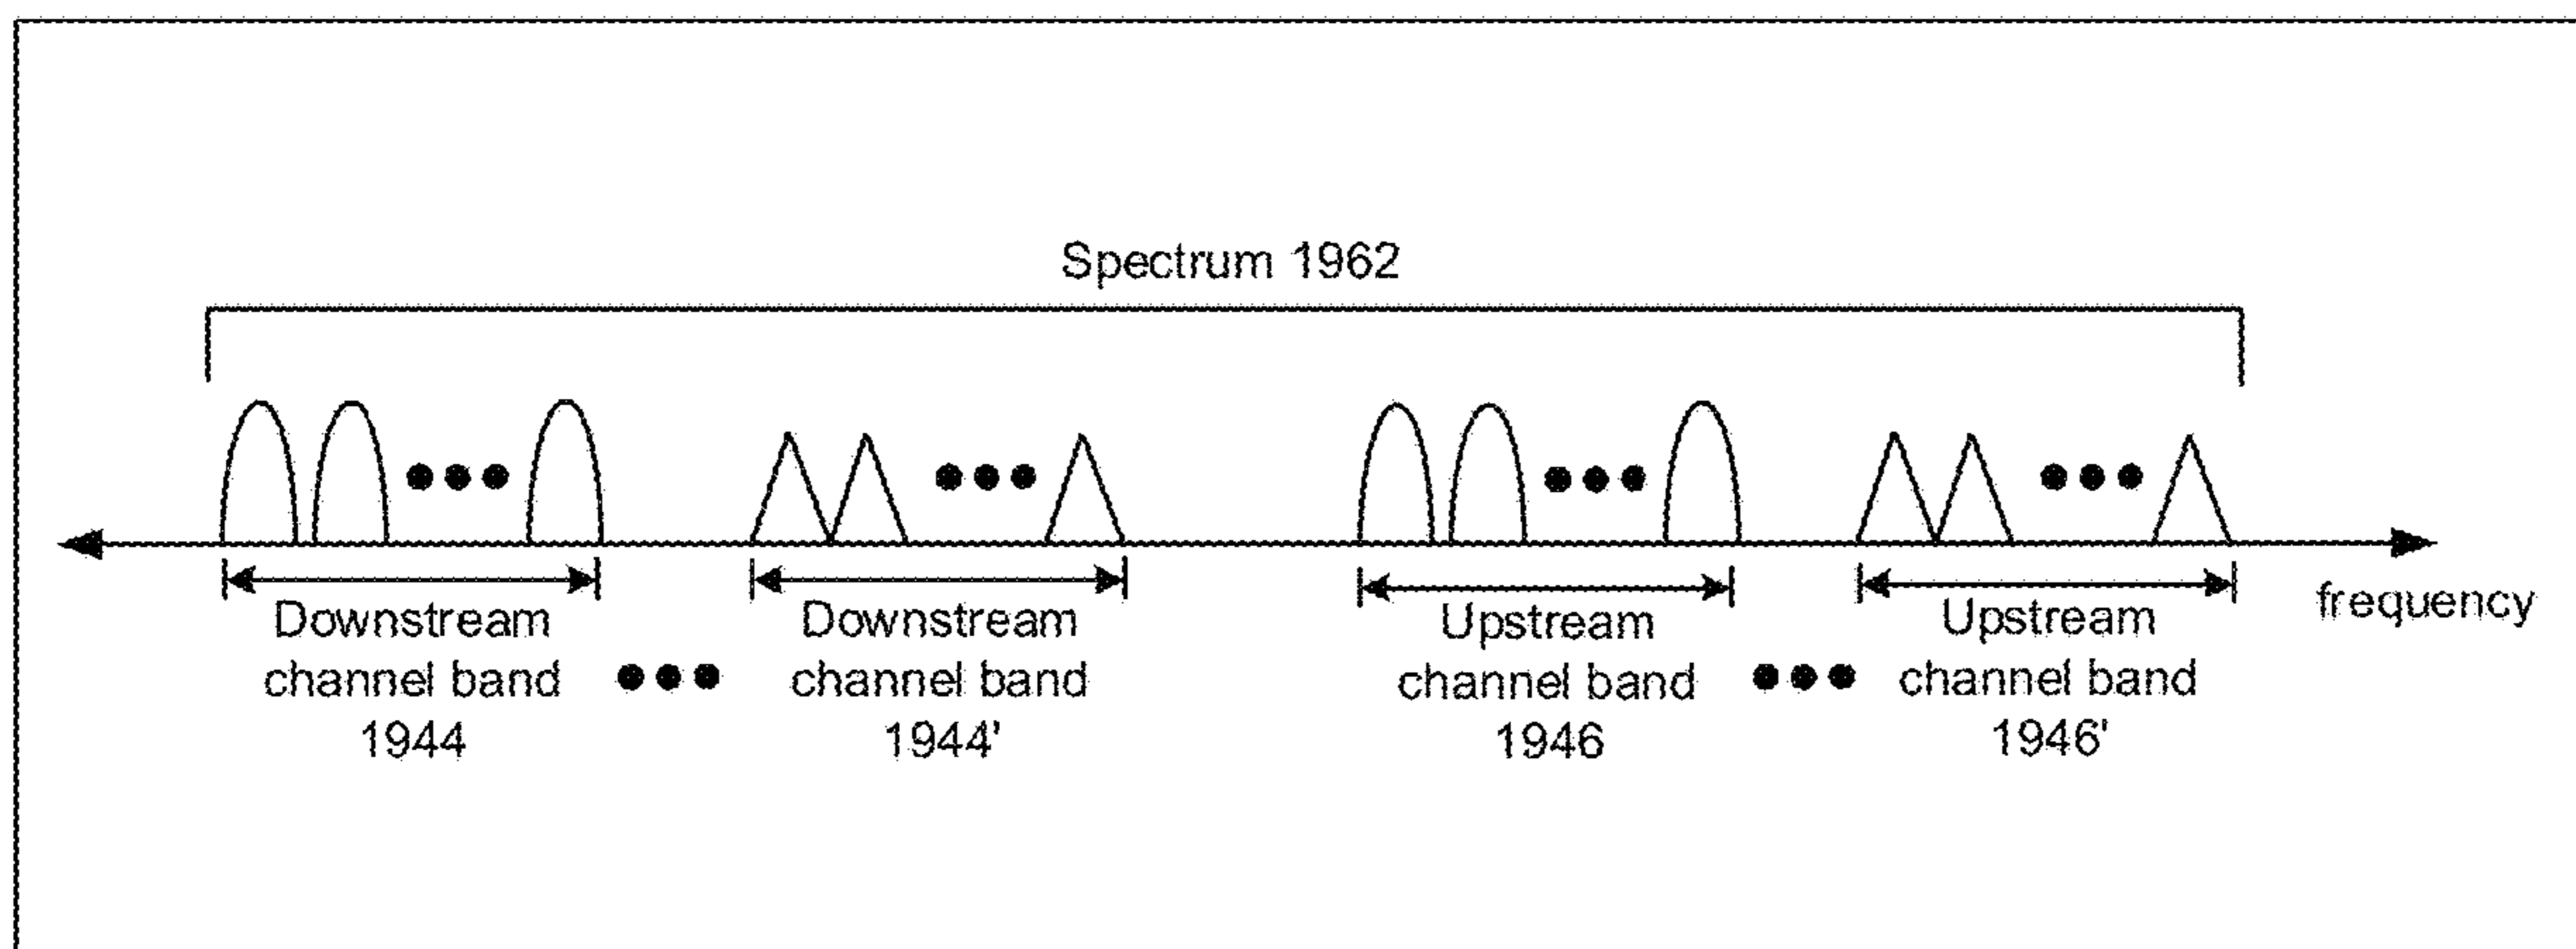 Spectrum 1962
frequency
Downstream
channel band
1944
Downstream
channel band
1944'
Upstream
channel band
1946
Upstream
channel band
1946'